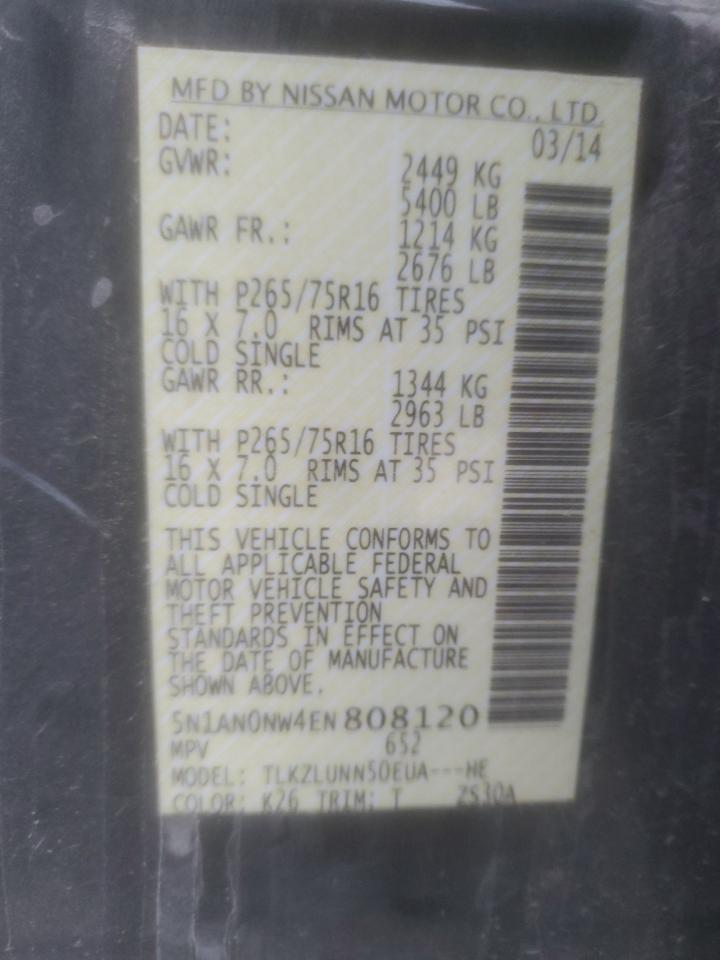 MFD BY NISSAN MOTOR CO., LTD.
DATE: 03/14
GVWR: 2449 KG
5400 LB
GAWR FR.: 1214 KG
2676 LB
WITH P265/75R16 TIRES
16 X 7.0 RIMS AT 35 PSI
COLD SINGLE
GAWR RR.: 1344 KG
2963 LB
WITH P265/75R16 TIRES
16 X 7.0 RIMS AT 35 PSI
COLD SINGLE
THIS VEHICLE CONFORMS TO
ALL APPLICABLE FEDERAL
MOTOR VEHICLE SAFETY AND
THEFT PREVENTION
STANDARDS IN EFFECT ON
THE DATE OF MANUFACTURE
SHOWN ABOVE.
5N1AN0NW4EN808120
MPV 652
MODEL: TLKZLUNN50EUA---HE
COLOR: K26 TRIM: T ZS30A